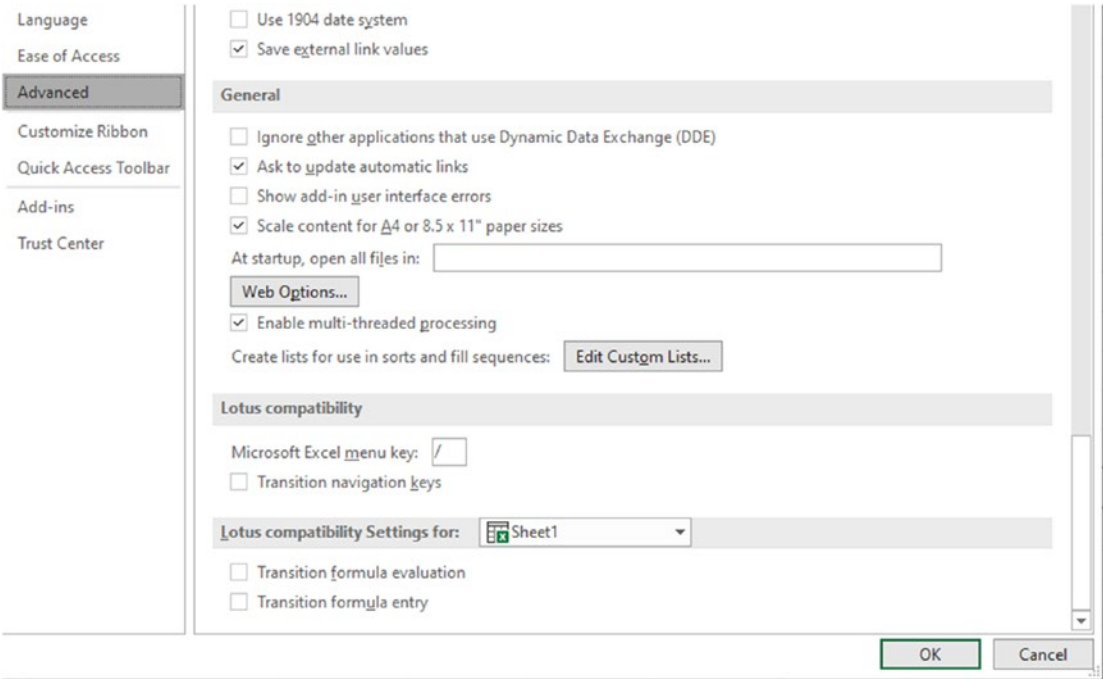 Language
Ease of Access
Advanced
Customize Ribbon
Quick Access Toolbar
Add-ins
Trust Center
Use 1904 date system
Save external link values
General
Ignore other applications that use Dynamic Data Exchange (DDE)
Ask to update automatic links
Show add-in user interface errors
Scale content for A4 or 8.5 x 11" paper sizes
At startup, open all files in:
Web Options...
Enable multi-threaded processing
Create lists for use in sorts and fill sequences: Edit Custom Lists...
Lotus compatibility
Microsoft Excel menu key: /
Transition navigation keys
Lotus compatibility Settings for: Sheet1
Transition formula evaluation
Transition formula entry
OK Cancel